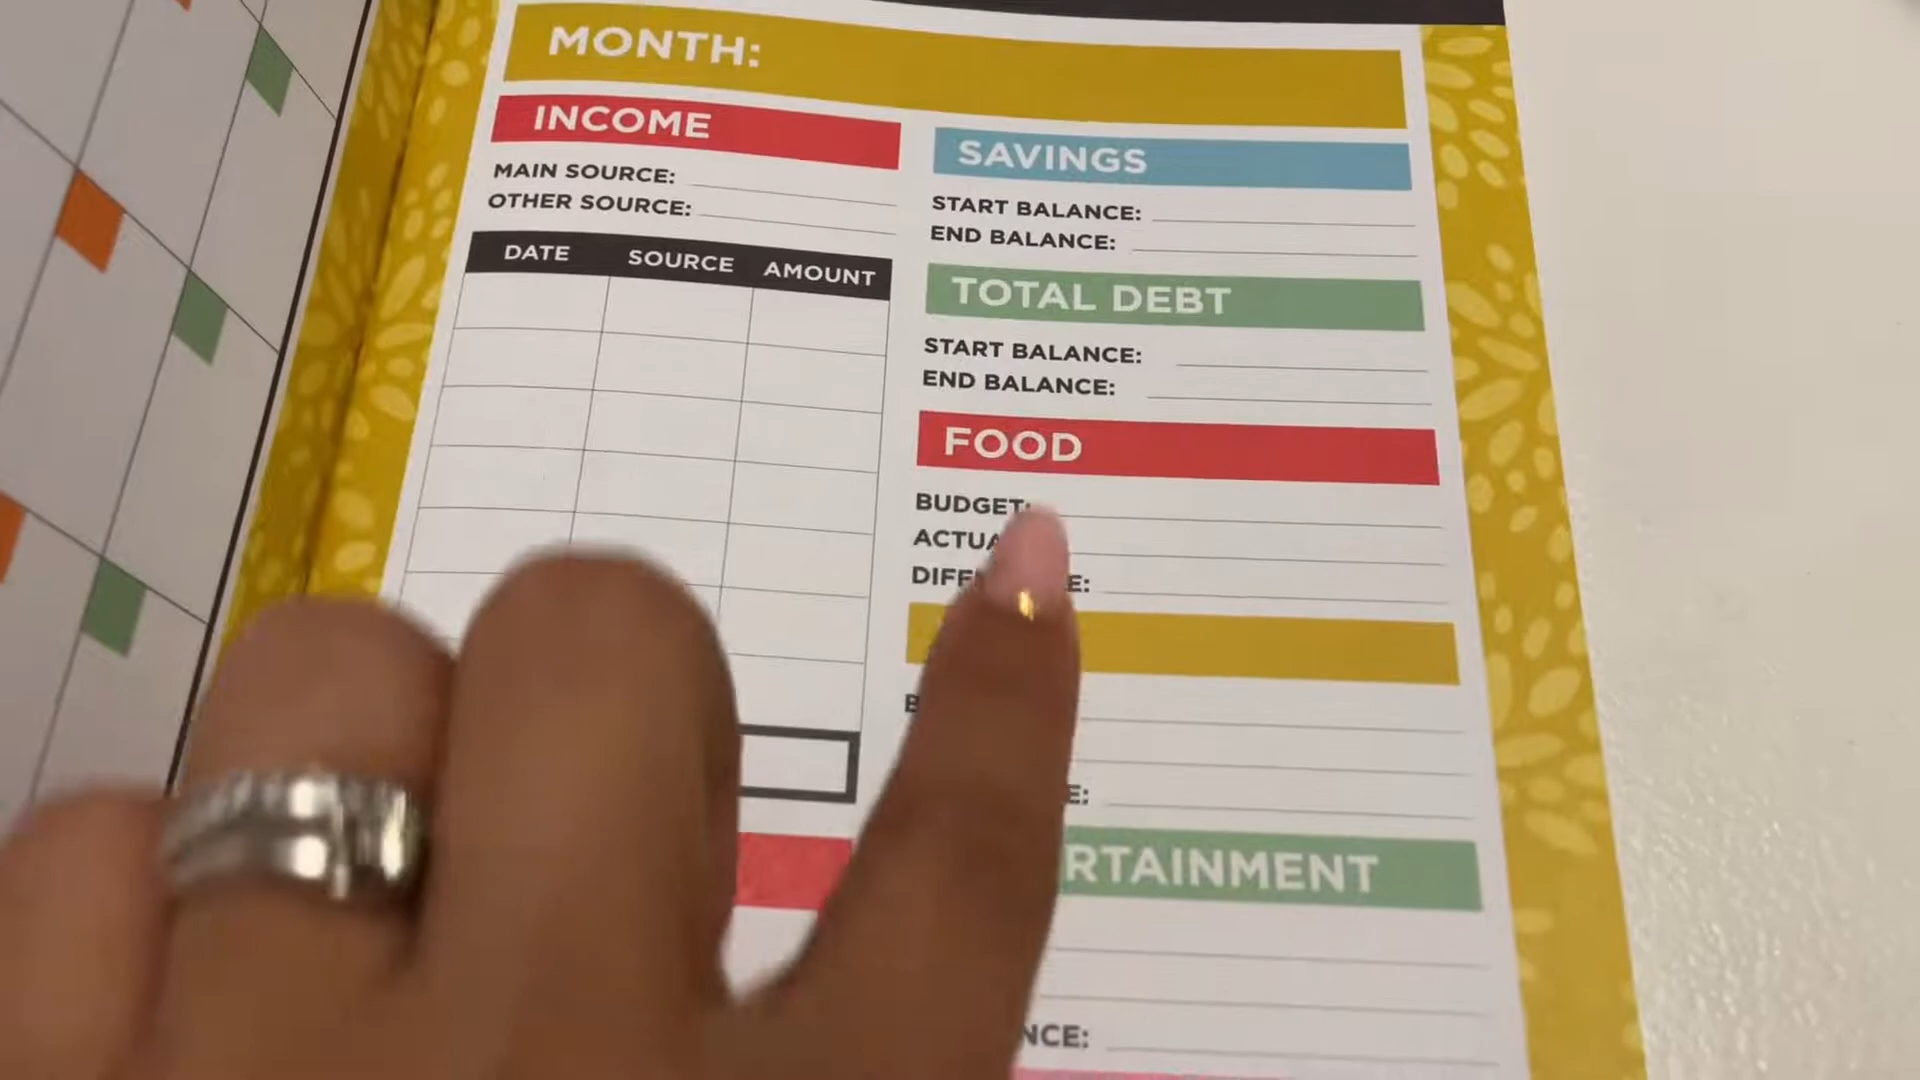 MONTH:
INCOME
MAIN SOURCE:
OTHER SOURCE:
DATE SOURCE AMOUNT
SAVINGS
START BALANCE:
END BALANCE:
TOTAL DEBT
START BALANCE:
END BALANCE:
FOOD
BUDGET: